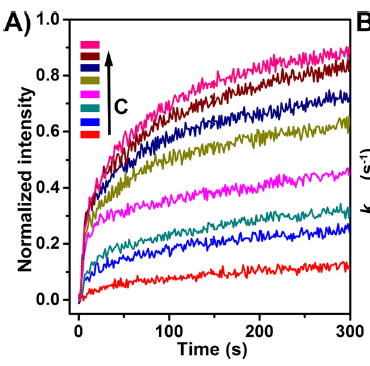 A)
B
1.0
0.8
0.6
0.4
0.2
0.0
Normalized intensity
C
0
100
200
300
Time (s)
k
(s⁻¹)